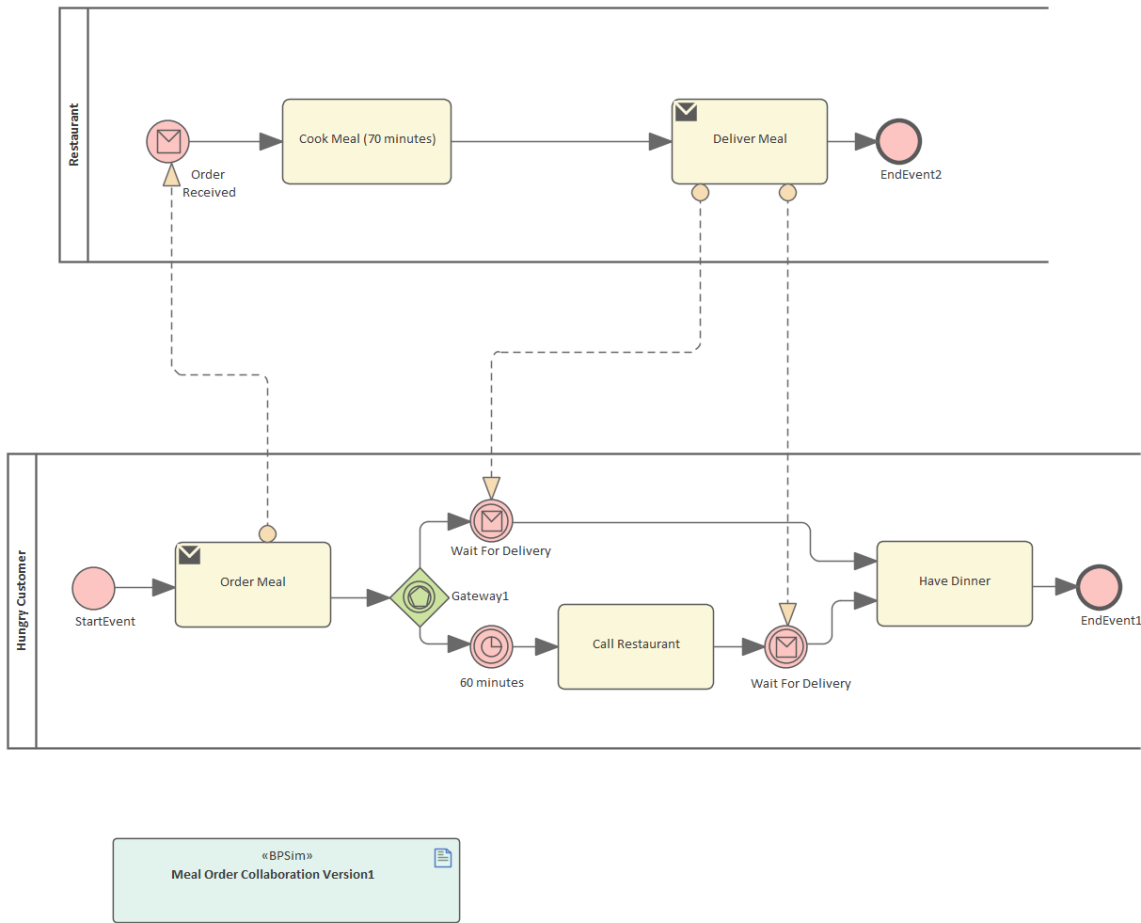 Restaurant
Cook Meal (70 minutes)
Deliver Meal
Order
Received
EndEvent2
Hungry Customer
Wait For Delivery
Order Meal
Have Dinner
Gateway1
StartEvent
EndEvent1
Call Restaurant
60 minutes
Wait For Delivery
«BPSim»
Meal Order Collaboration Version1